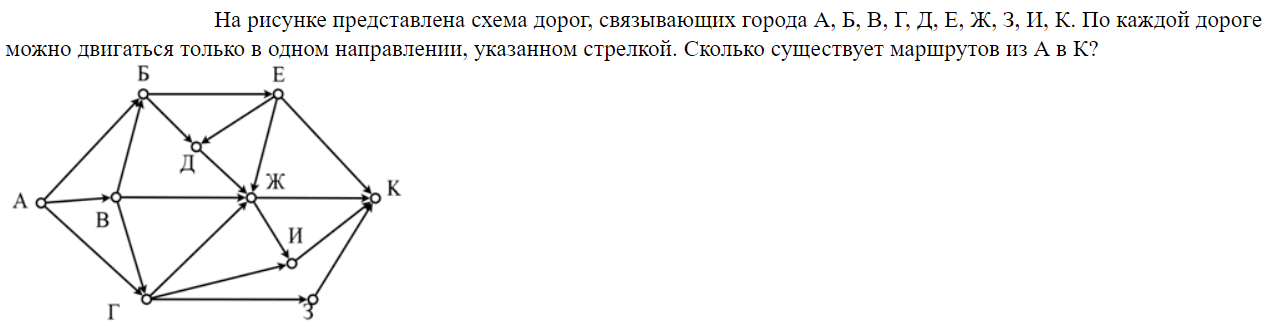 На рисунке представлена схема дорог, связывающих города А, Б, В, Г, Д, Е, Ж, З, И, К. По каждой дороге
можно двигаться только в одном направлении, указанном стрелкой. Сколько существует маршрутов из А в К?
Б Е
Д
Ж
А К
В
И
Г З